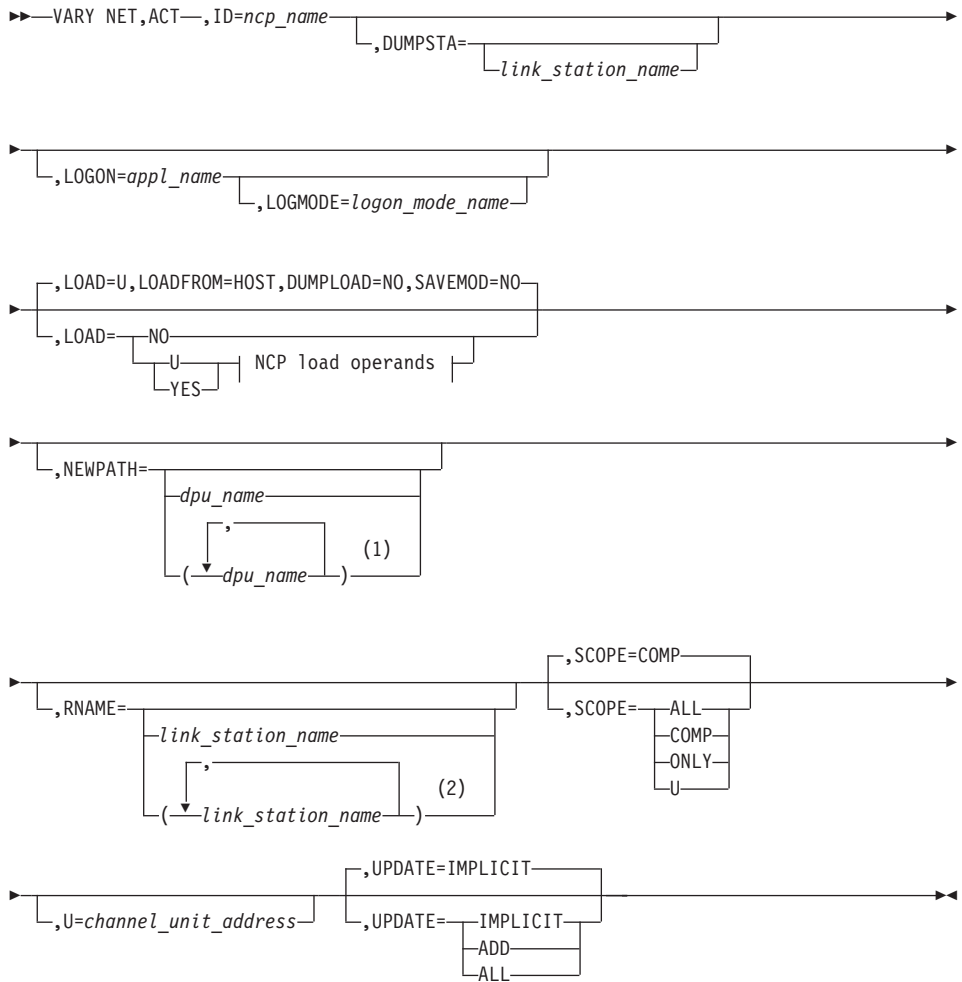 VARY NET,ACT ,ID=ncp_name
,DUMPSTA=
link_station_name
,LOGON=appl_name
,LOGMODE=logon_mode_name
,LOAD=U,LOADFROM=HOST,DUMPLOAD=NO,SAVEMOD=NO
,LOAD= NO
U NCP load operands
YES
,NEWPATH=
dpu_name
,
(1)
( dpu_name )
,SCOPE=COMP
,RNAME= ,SCOPE= ALL
link_station_name COMP
, ONLY
(2) U
( link_station_name )
,UPDATE=IMPLICIT
,U=channel_unit_address ,UPDATE= IMPLICIT
ADD
ALL